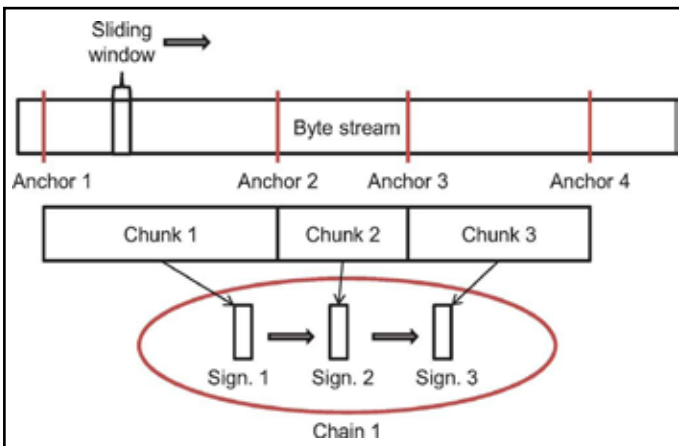 Sliding
window
Byte stream
Anchor 1 Anchor 2 Anchor 3 Anchor 4
Chunk 1 Chunk 2 Chunk 3
Sign. 1 Sign. 2 Sign. 3
Chain 1